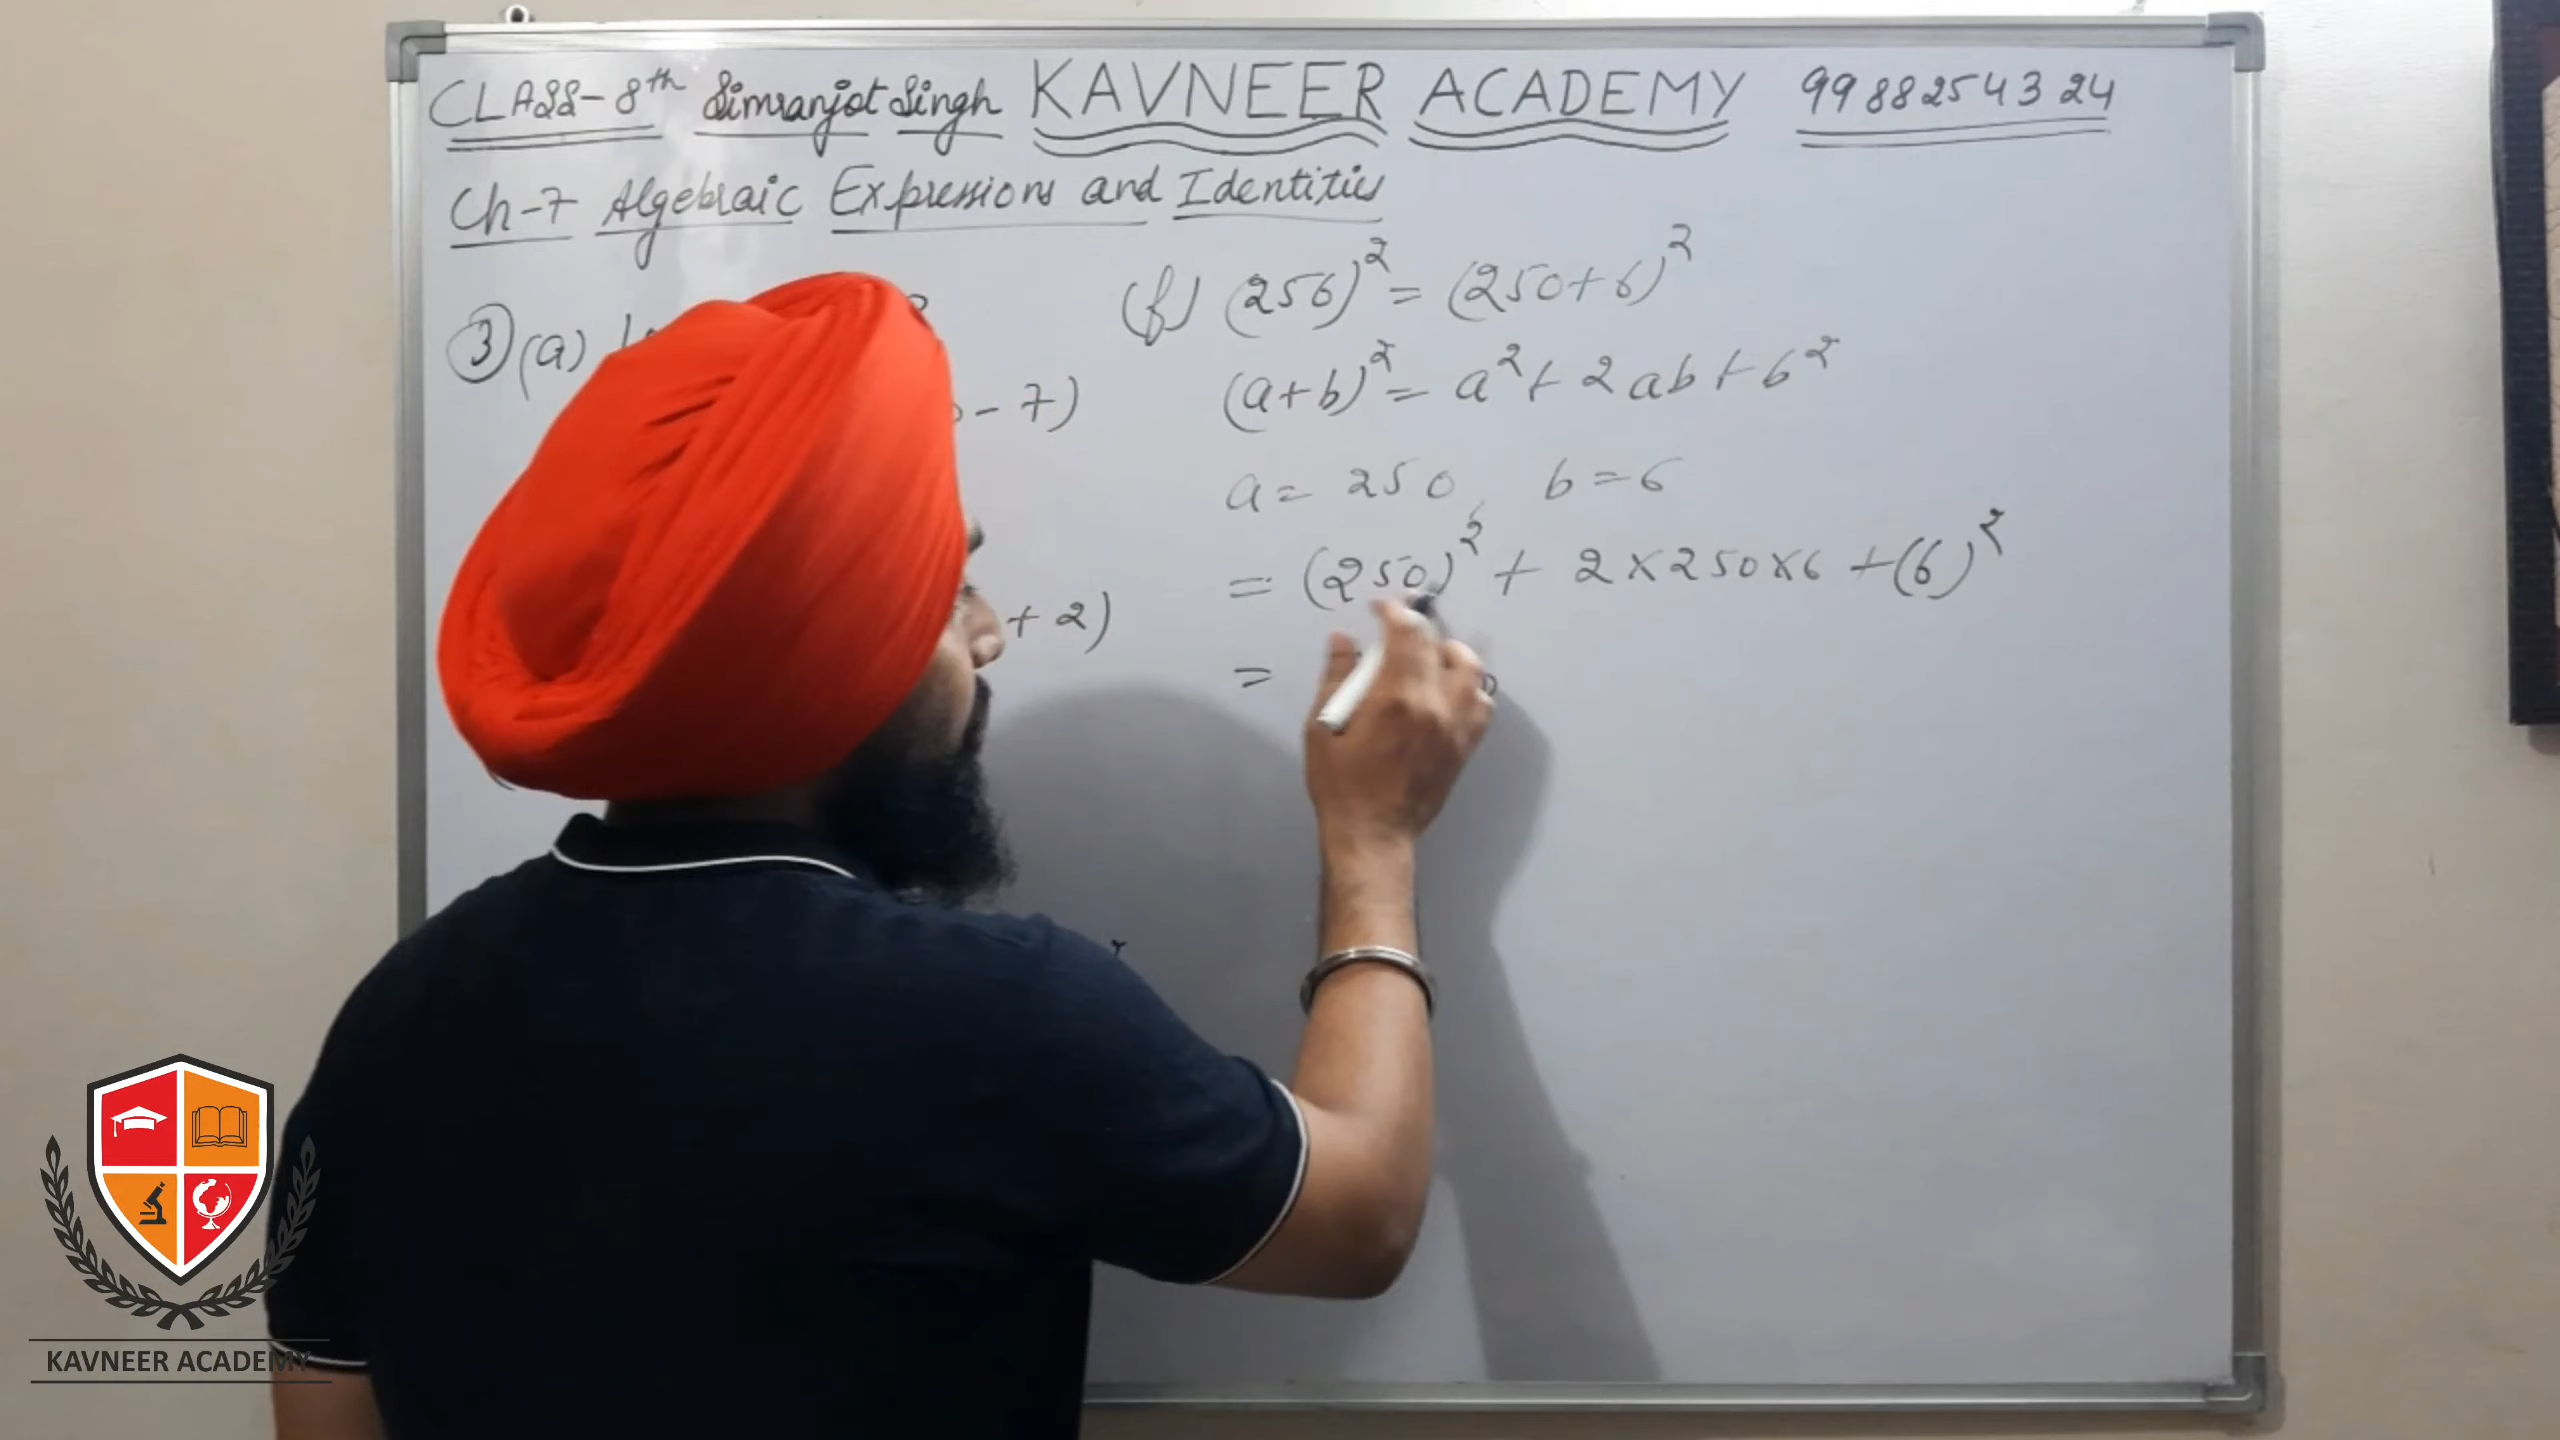 CLASS-8th Simranjot Singh KAVNEER ACADEMY 9988254324
Ch-7 Algebraic Expressions and Identities
③ (a)
- 7)
+ 2)
(f) (256)² = (250+6)²
(a+b)² = a² + 2ab + b²
a = 250, b = 6
= (250)² + 2×250×6 + (6)²
=
KAVNEER ACADEMY